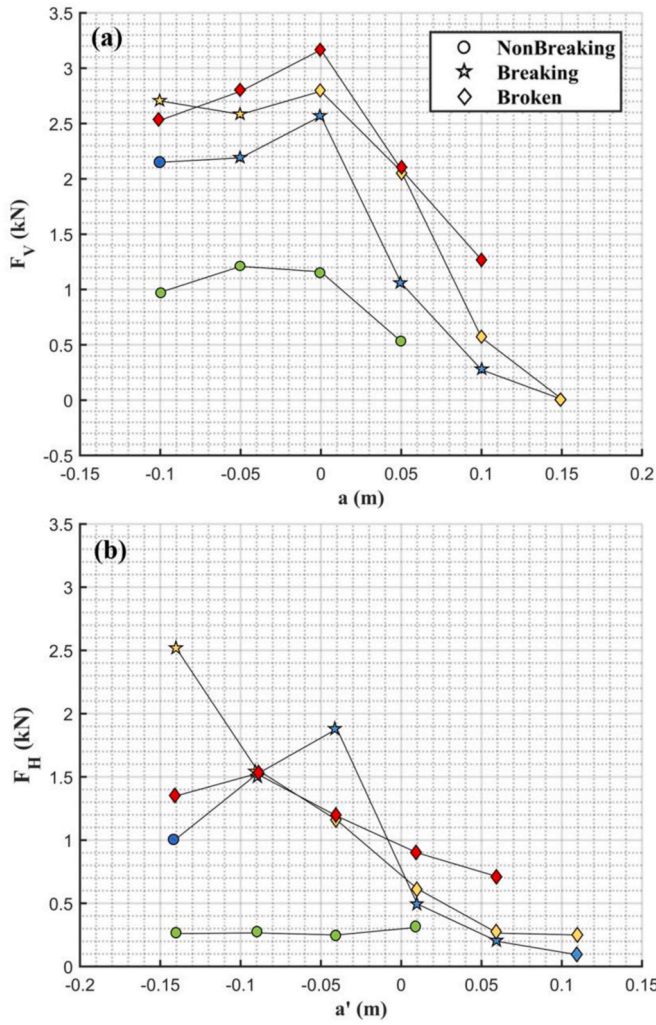 (a)
NonBreaking
Breaking
Broken
3.5
3
2.5
2
1.5
1
0.5
0
-0.5
F_V (kN)
-0.15 -0.1 -0.05 0 0.05 0.1 0.15 0.2
a (m)
(b)
3.5
3
2.5
2
1.5
1
0.5
0
F_H (kN)
-0.2 -0.15 -0.1 -0.05 0 0.05 0.1 0.15
a' (m)